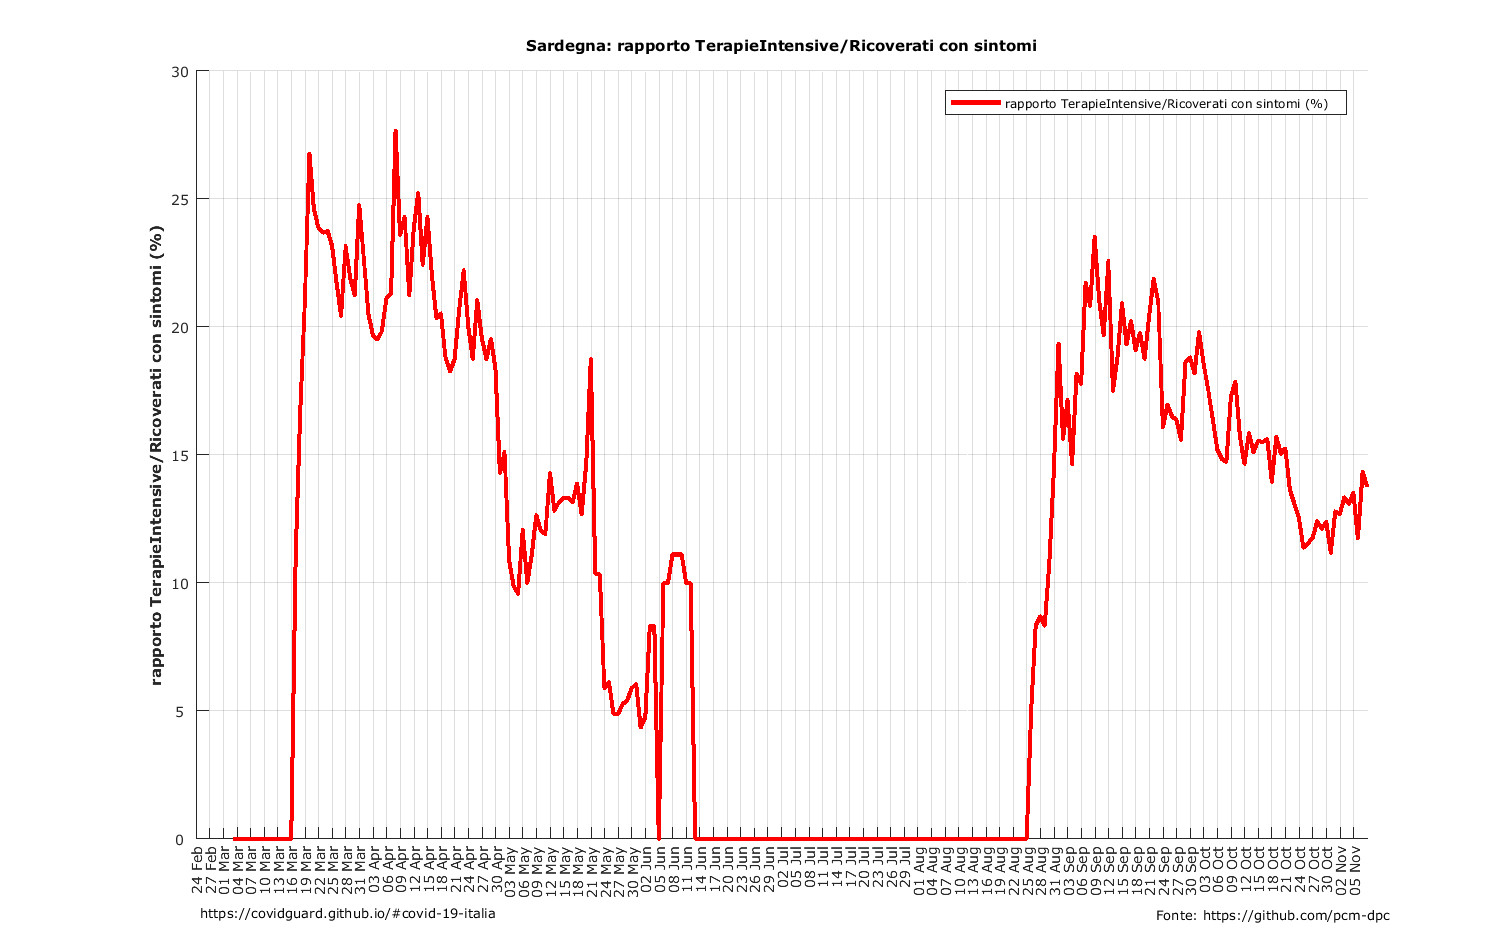 Sardegna: rapporto TerapieIntensive/Ricoverati con sintomi
rapporto TerapieIntensive/Ricoverati con sintomi (%)
rapporto TerapieIntensive/Ricoverati con sintomi (%)
30
25
20
15
10
5
0
24 Feb
27 Feb
01 Mar
04 Mar
07 Mar
10 Mar
13 Mar
16 Mar
19 Mar
22 Mar
25 Mar
28 Mar
31 Mar
03 Apr
06 Apr
09 Apr
12 Apr
15 Apr
18 Apr
21 Apr
24 Apr
27 Apr
30 Apr
03 May
06 May
09 May
12 May
15 May
18 May
21 May
24 May
27 May
30 May
02 Jun
05 Jun
08 Jun
11 Jun
14 Jun
17 Jun
20 Jun
23 Jun
26 Jun
29 Jun
02 Jul
05 Jul
08 Jul
11 Jul
14 Jul
17 Jul
20 Jul
23 Jul
26 Jul
29 Jul
01 Aug
04 Aug
07 Aug
10 Aug
13 Aug
16 Aug
19 Aug
22 Aug
25 Aug
28 Aug
31 Aug
03 Sep
06 Sep
09 Sep
12 Sep
15 Sep
18 Sep
21 Sep
24 Sep
27 Sep
30 Sep
03 Oct
06 Oct
09 Oct
12 Oct
15 Oct
18 Oct
21 Oct
24 Oct
27 Oct
30 Oct
02 Nov
05 Nov
https://covidguard.github.io/#covid-19-italia
Fonte: https://github.com/pcm-dpc